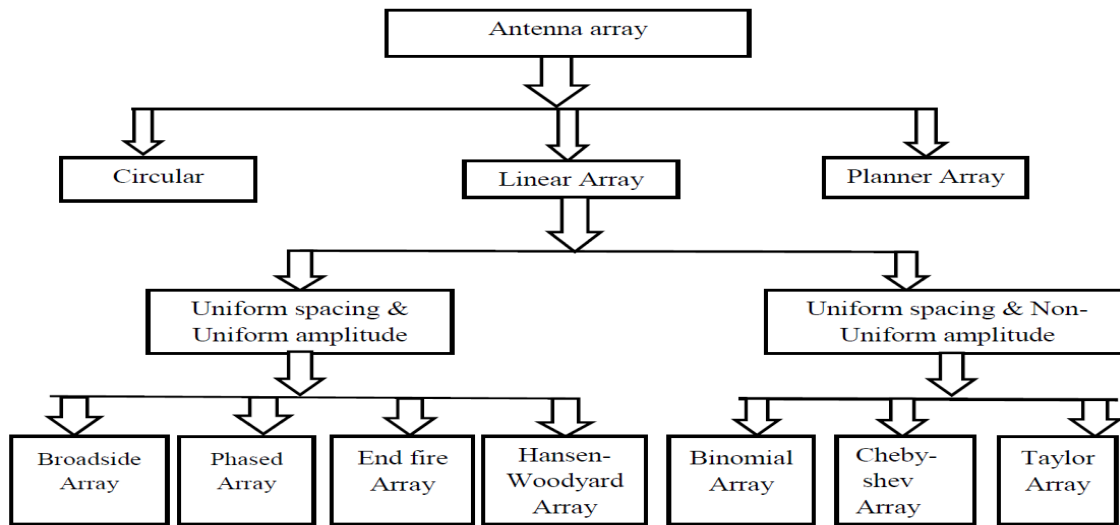 Antenna array
Circular
Linear Array
Planner Array
Uniform spacing &
Uniform amplitude
Uniform spacing & Non-
Uniform amplitude
Broadside
Array
Phased
Array
End fire
Array
Hansen-
Woodyard
Array
Binomial
Array
Cheby-
shev
Array
Taylor
Array